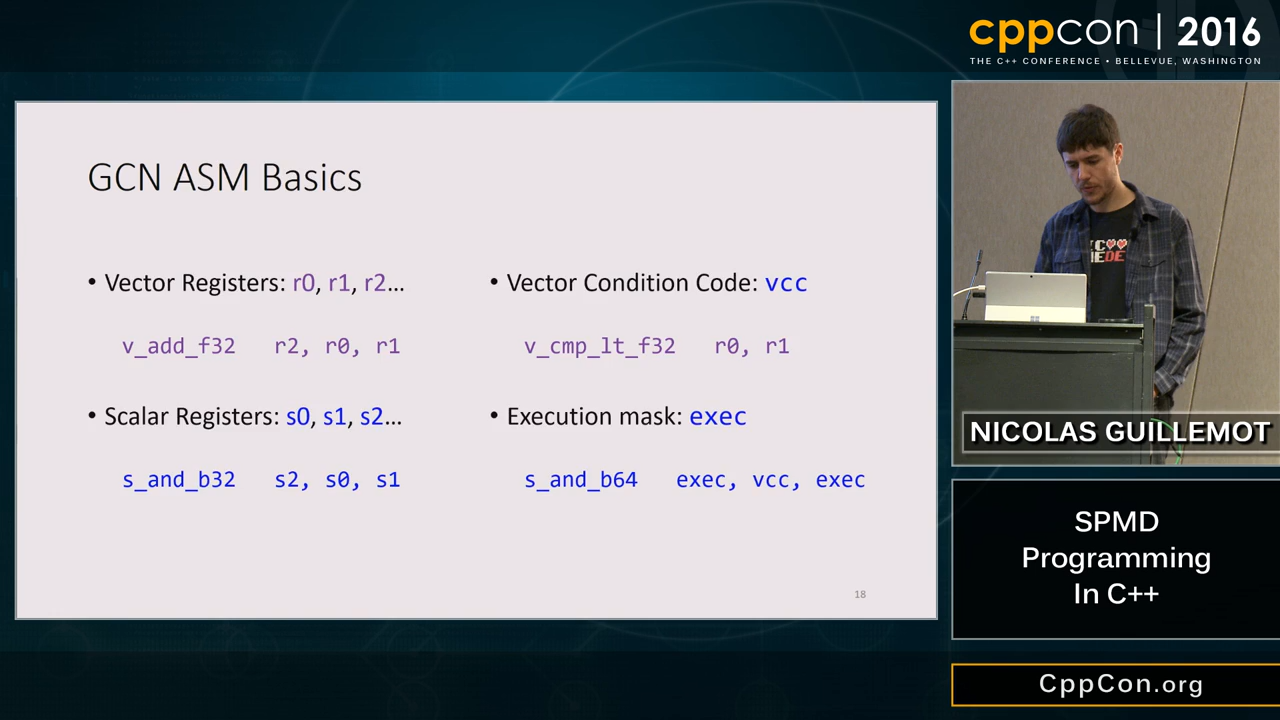 cppcon | 2016
THE C++ CONFERENCE • BELLEVUE, WASHINGTON
GCN ASM Basics
• Vector Registers: r0, r1, r2…
v_add_f32 r2, r0, r1
• Scalar Registers: s0, s1, s2…
s_and_b32 s2, s0, s1
• Vector Condition Code: vcc
v_cmp_lt_f32 r0, r1
• Execution mask: exec
s_and_b64 exec, vcc, exec
18
NICOLAS GUILLEMOT
SPMD
Programming
In C++
CppCon.org